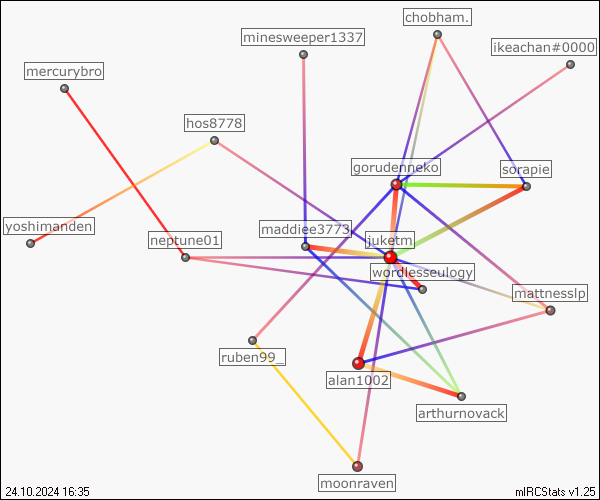 chobham.
minesweeper1337
ikeachan#0000
mercurybro
hos8778
gorudenneko
sorapie
yoshimanden
maddiee3773
neptune01
juketm
wordlesseulogy
mattnesslp
ruben99_
alan1002
arthurnovack
moonraven
24.10.2024 16:35
mIRCStats v1.25